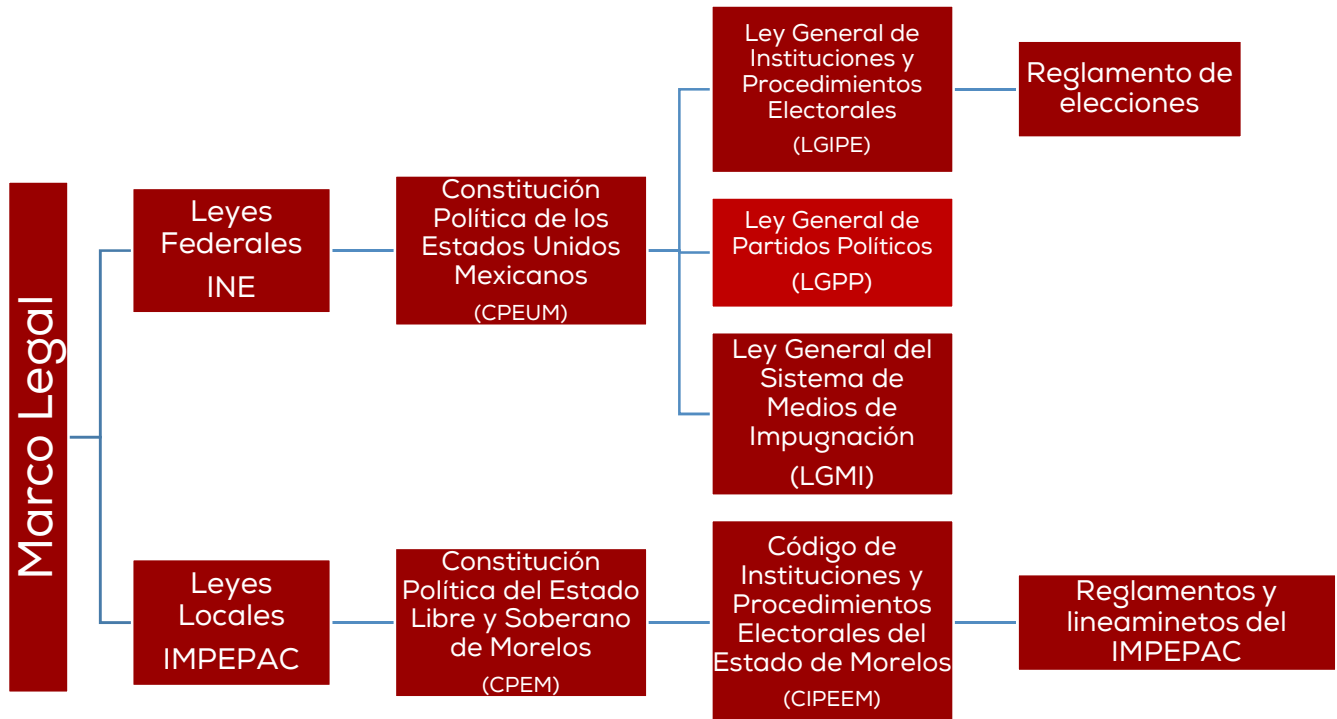 Marco Legal
Leyes
Federales
INE
Constitución
Política de los
Estados Unidos
Mexicanos
(CPEUM)
Ley General de
Instituciones y
Procedimientos
Electorales
(LGIPE)
Reglamento de
elecciones
Ley General de
Partidos Políticos
(LGPP)
Ley General del
Sistema de
Medios de
Impugnación
(LGMI)
Leyes
Locales
IMPEPAC
Constitución
Política del Estado
Libre y Soberano
de Morelos
(CPEM)
Código de
Instituciones y
Procedimientos
Electorales del
Estado de Morelos
(CIPEEM)
Reglamentos y
lineaminetos del
IMPEPAC